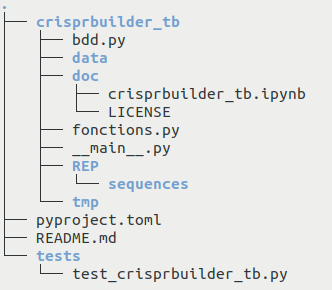 .
├── crisprbuilder_tb
│   ├── bdd.py
│   ├── data
│   ├── doc
│   │   ├── crisprbuilder_tb.ipynb
│   │   └── LICENSE
│   ├── fonctions.py
│   ├── __main__.py
│   ├── REP
│   │   └── sequences
│   └── tmp
├── pyproject.toml
├── README.md
└── tests
    └── test_crisprbuilder_tb.py